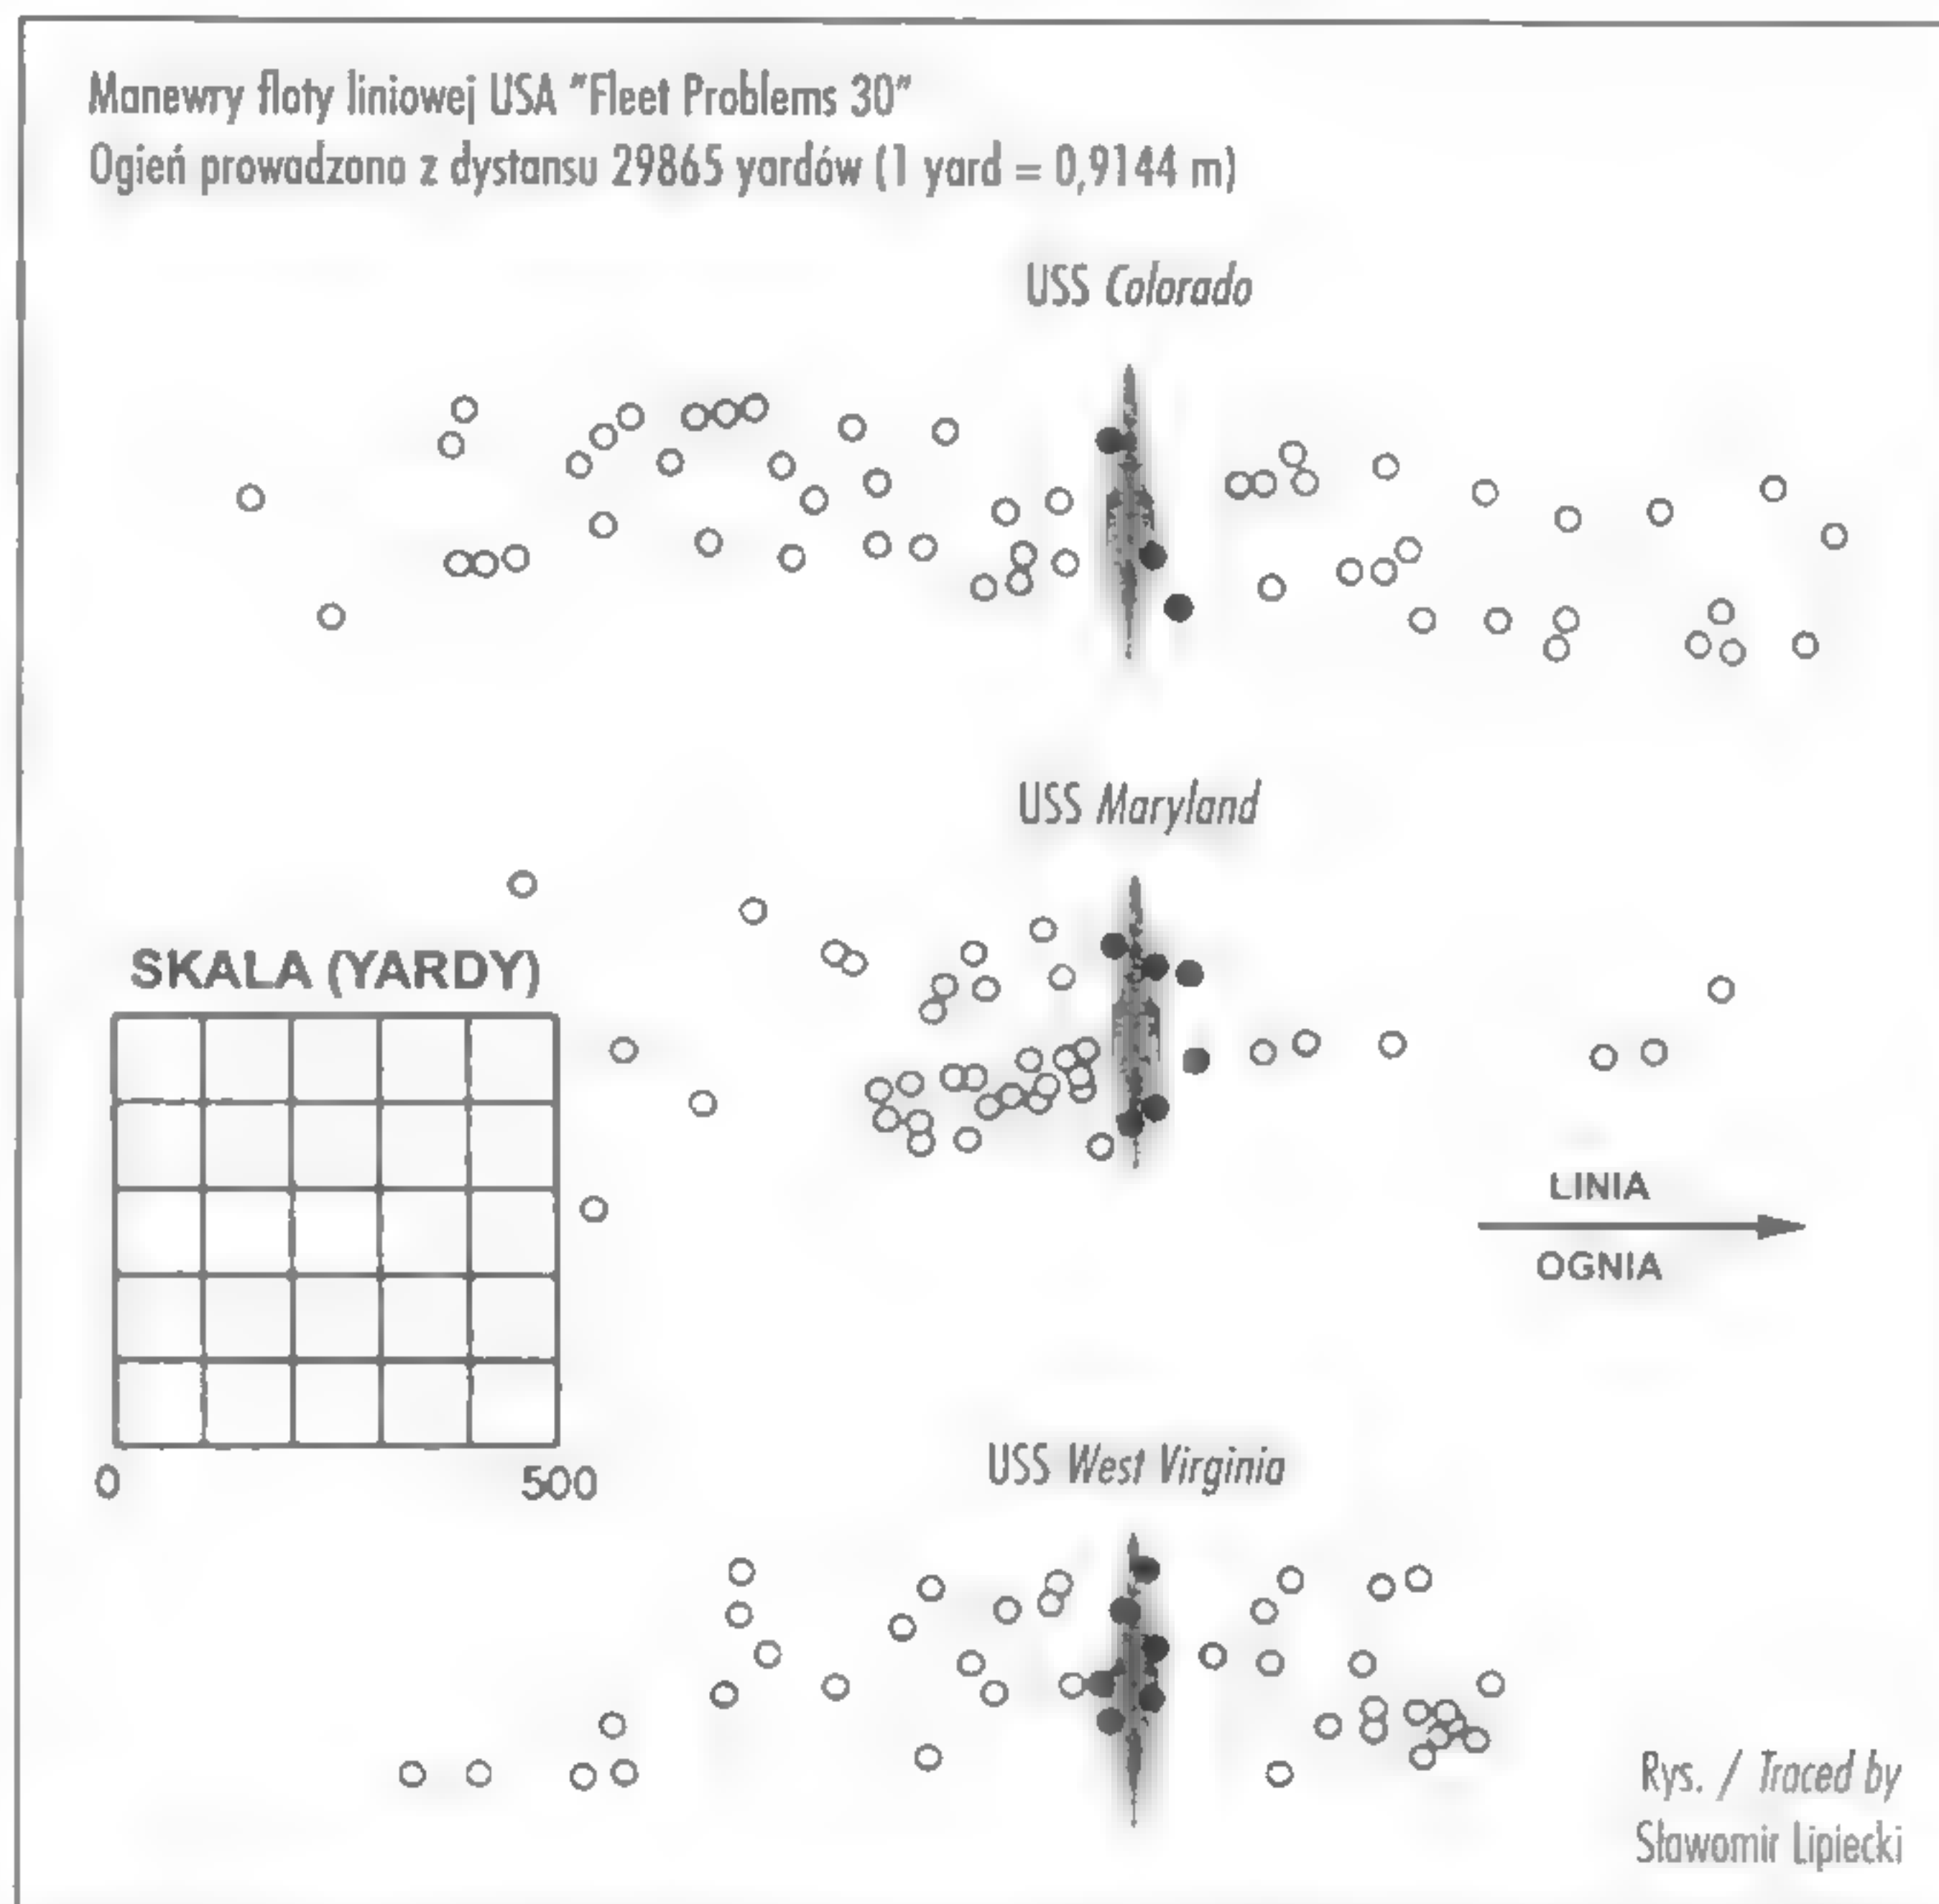 Manewry floty liniowej USA "Fleet Problems 30"
Ogień prowadzono z dystansu 29865 yardów (1 yard = 0,9144 m)
USS Colorado
USS Maryland
SKALA (YARDY)
LINIA
OGNIA
0 500
USS West Virginia
Rys. / Traced by
Sławomir Lipiecki